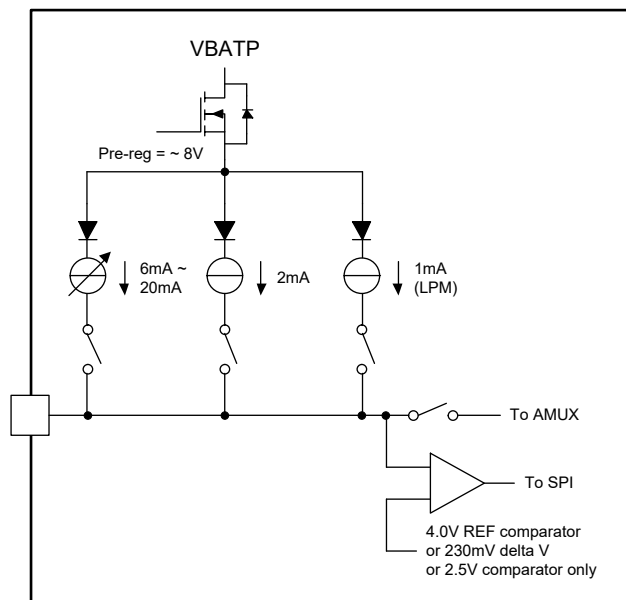 VBATP
Pre-reg = ~ 8V
6mA ~
20mA
2mA
1mA
(LPM)
To AMUX
To SPI
4.0V REF comparator
or 230mV delta V
or 2.5V comparator only